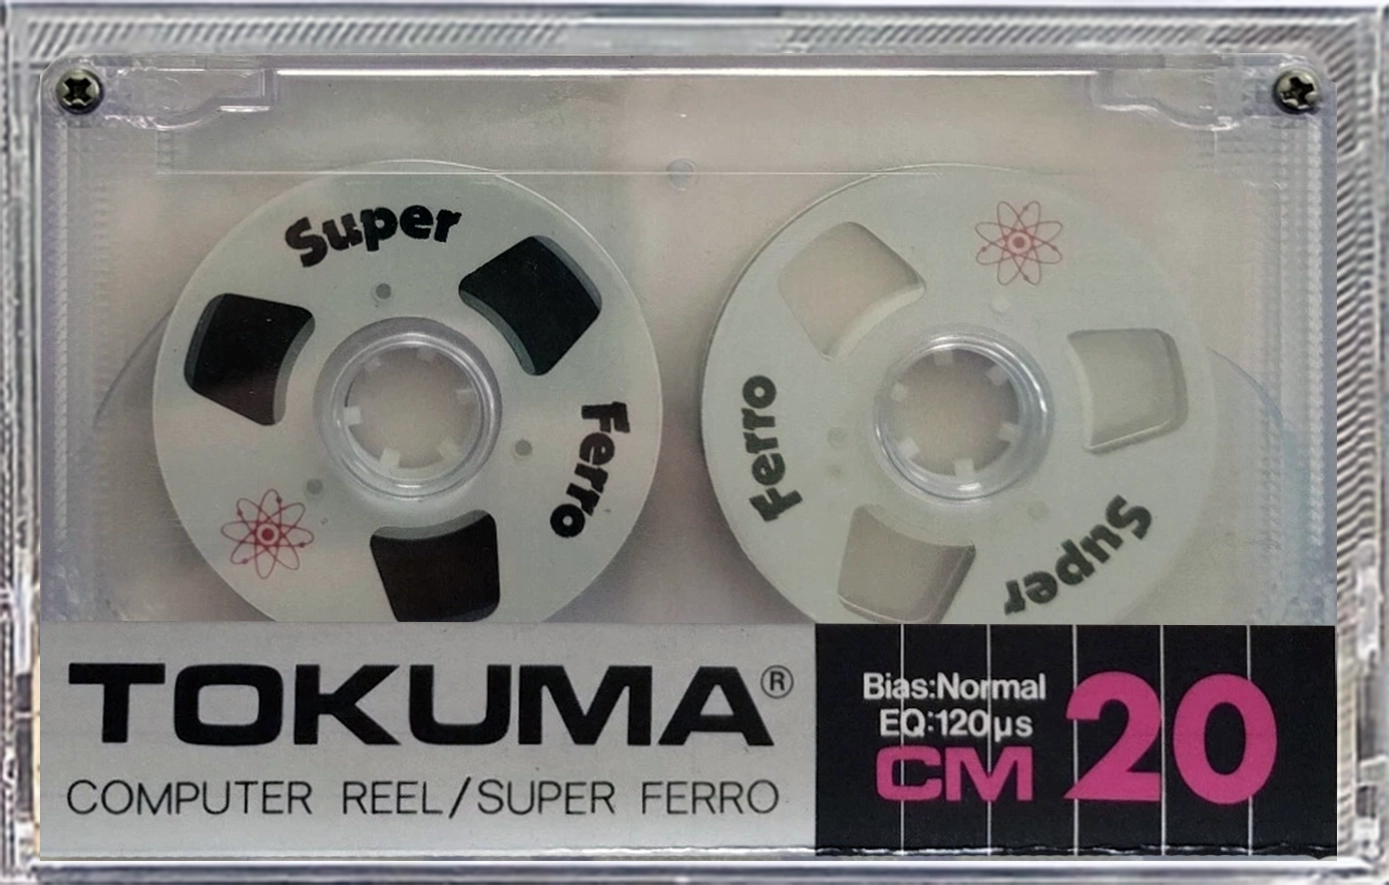 Super
Ferro
Ferro
Super
TOKUMA®
COMPUTER REEL/SUPER FERRO
Bias:Normal
EQ:120µs
CM 20